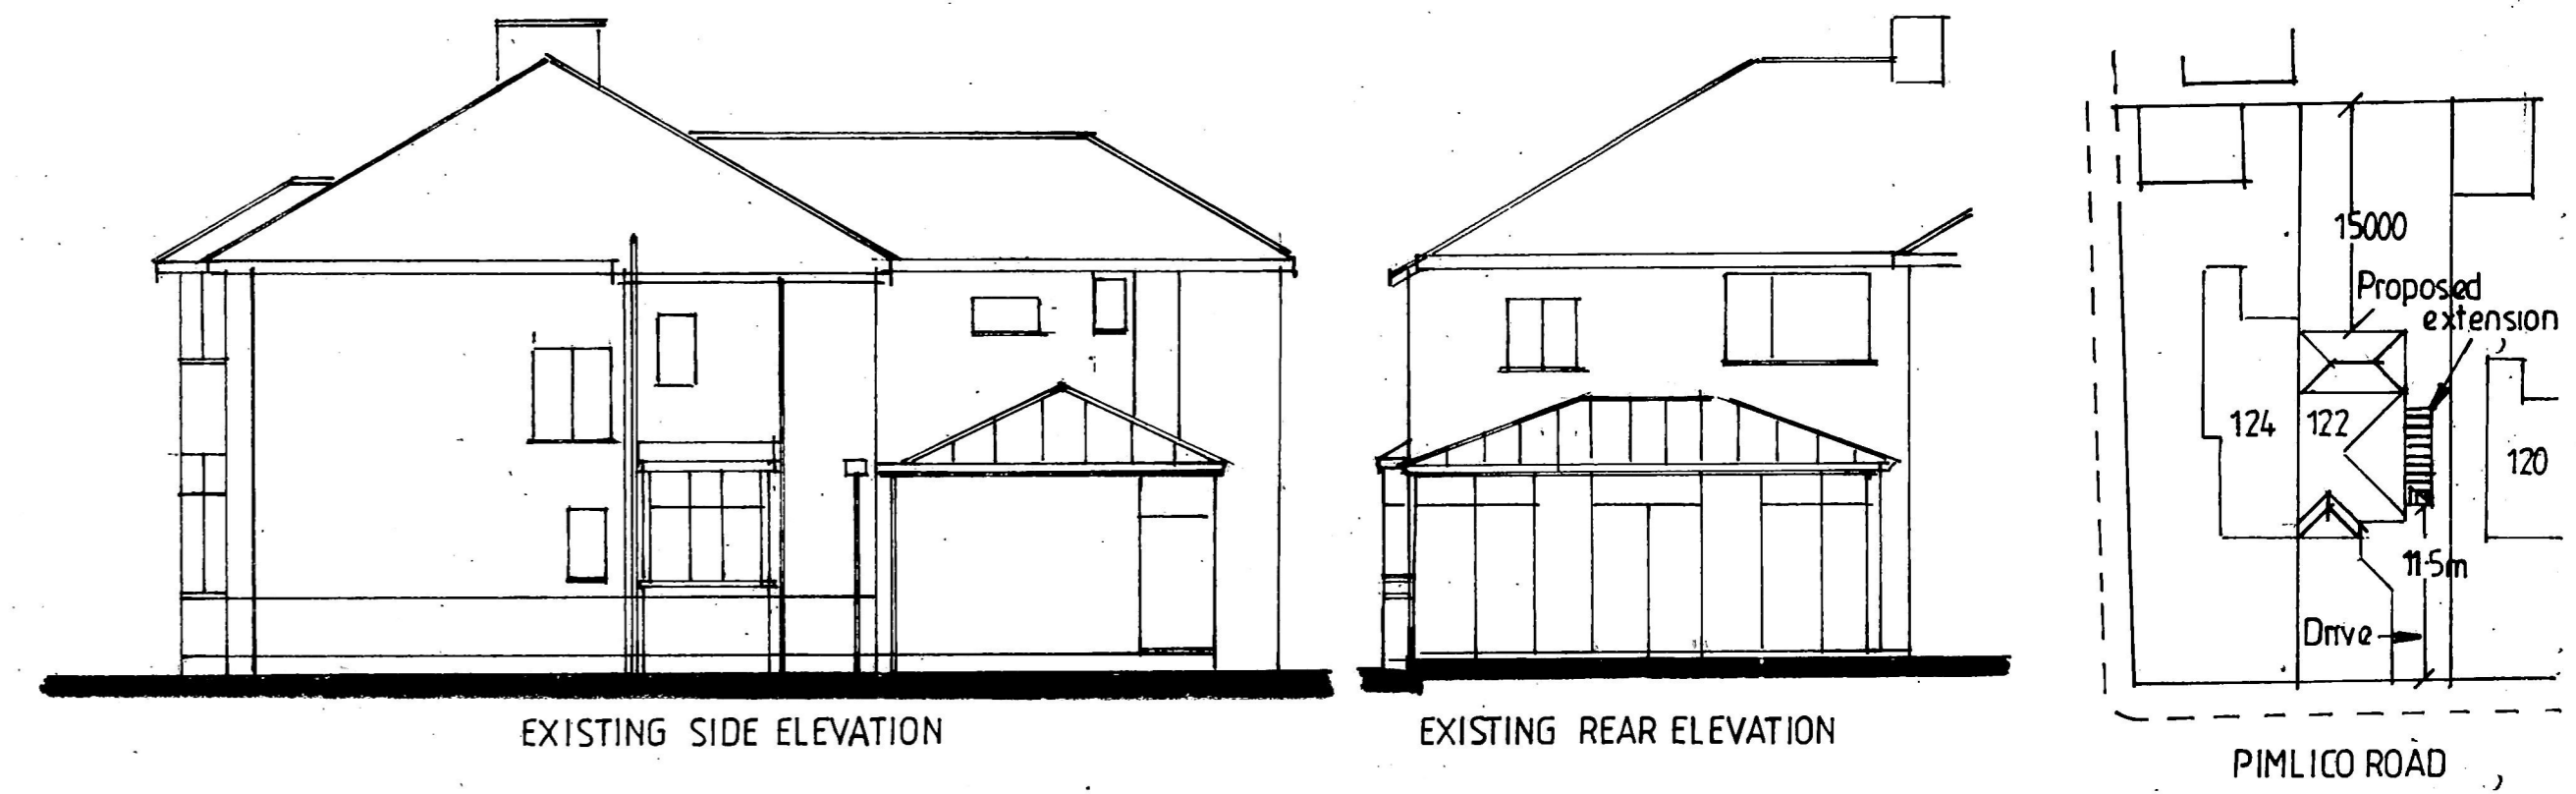 EXISTING SIDE ELEVATION
EXISTING REAR ELEVATION
15000
Proposed
extension
124
122
120
11.5m
Drive
PIMLICO ROAD